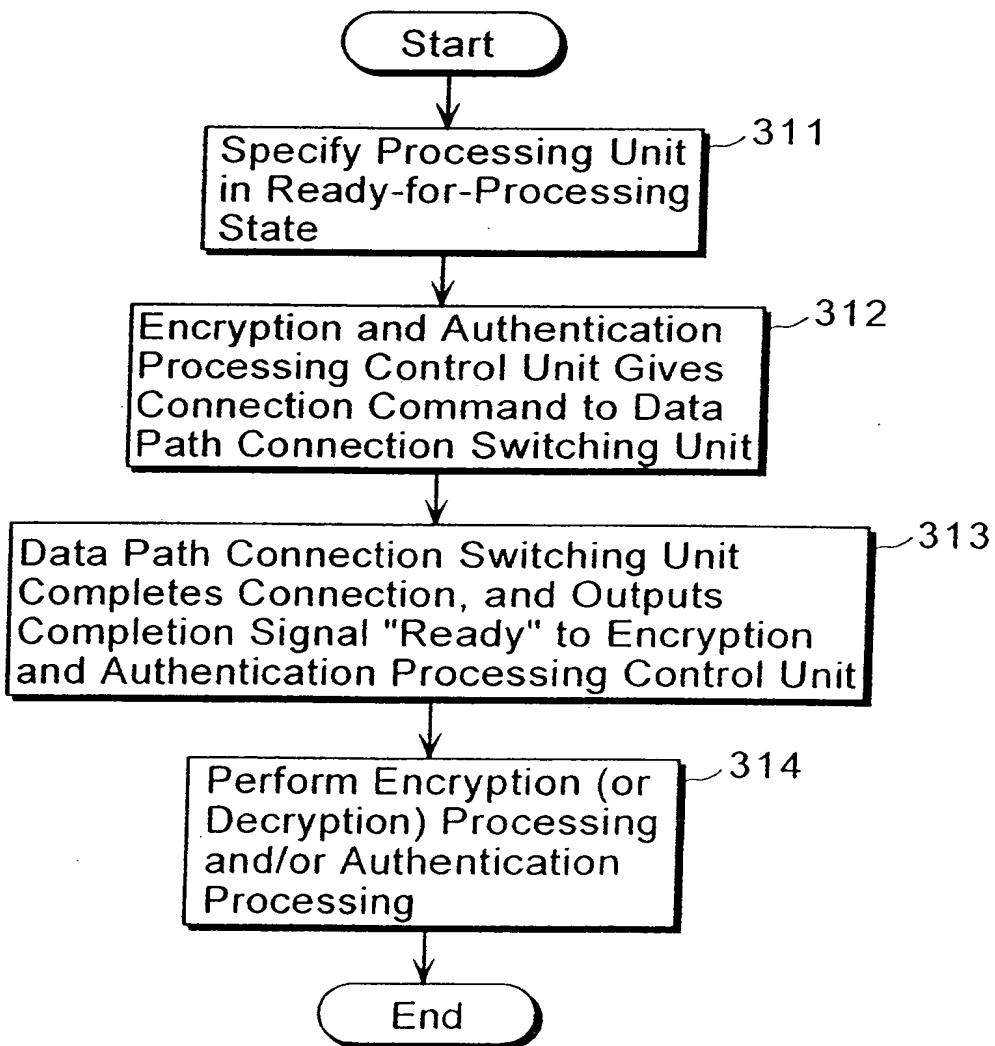 Start
311
Specify Processing Unit
in Ready-for-Processing
State
312
Encryption and Authentication
Processing Control Unit Gives
Connection Command to Data
Path Connection Switching Unit
313
Data Path Connection Switching Unit
Completes Connection, and Outputs
Completion Signal "Ready" to Encryption
and Authentication Processing Control Unit
314
Perform Encryption (or
Decryption) Processing
and/or Authentication
Processing
End